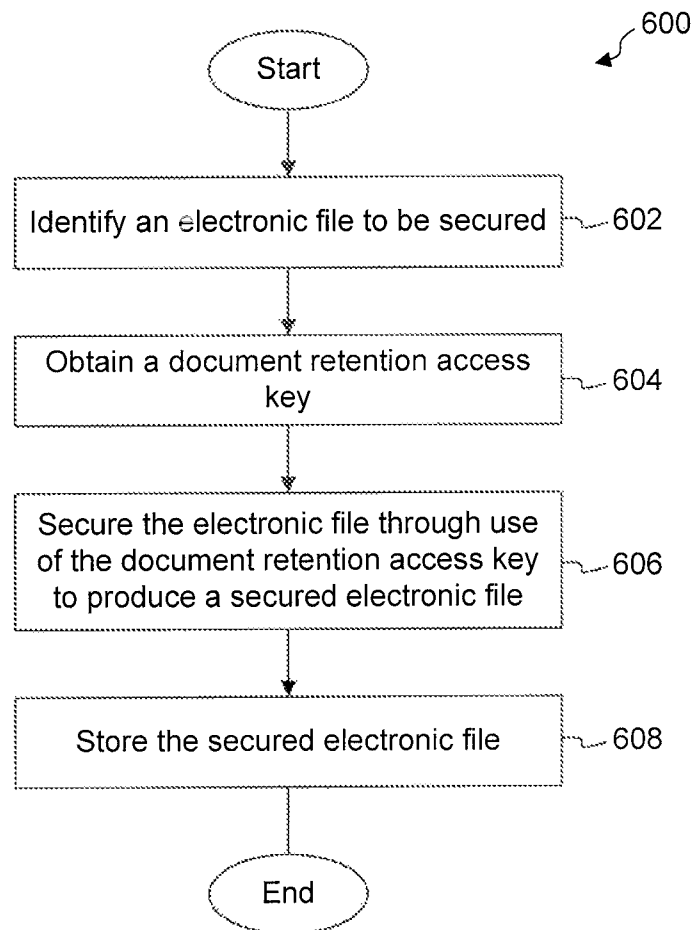 600
Start
Identify an electronic file to be secured
602
Obtain a document retention access
key
604
Secure the electronic file through use
of the document retention access key
to produce a secured electronic file
606
Store the secured electronic file
608
End